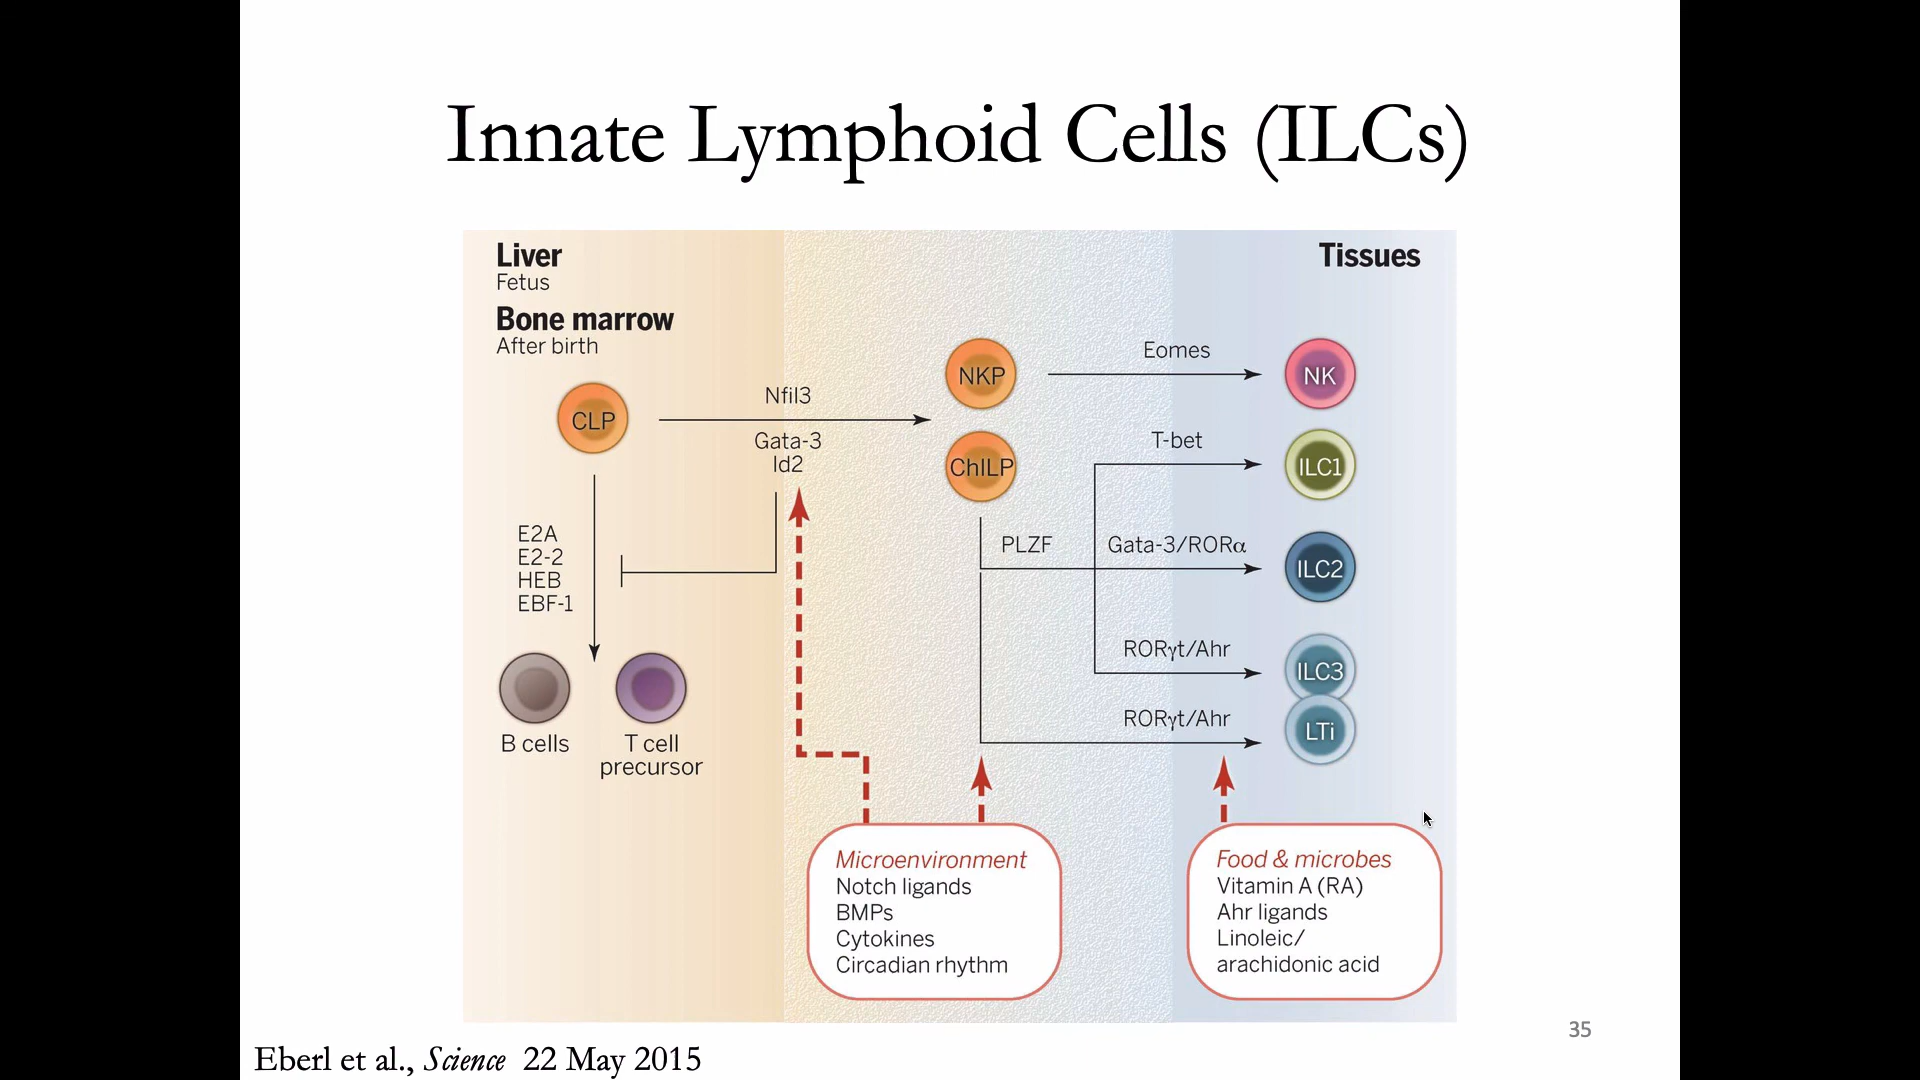 Innate Lymphoid Cells (ILCs)
Liver
Fetus
Bone marrow
After birth
Tissues
CLP
Nfil3
Gata-3
Id2
E2A
E2-2
HEB
EBF-1
B cells
T cell
precursor
NKP
ChILP
Eomes
NK
T-bet
ILC1
PLZF
Gata-3/RORα
ILC2
RORγt/Ahr
ILC3
RORγt/Ahr
LTi
Microenvironment
Notch ligands
BMPs
Cytokines
Circadian rhythm
Food & microbes
Vitamin A (RA)
Ahr ligands
Linoleic/
arachidonic acid
35
Eberl et al., Science 22 May 2015